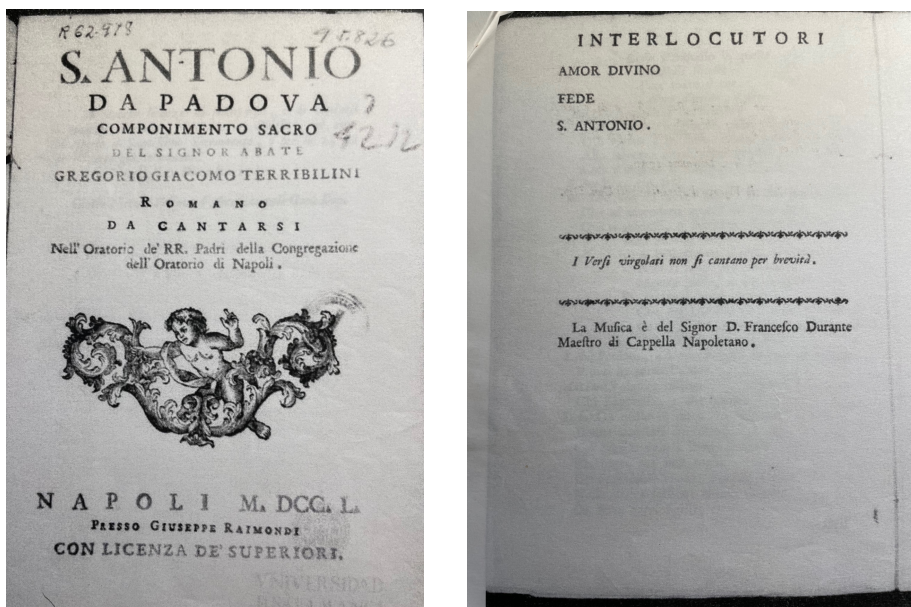 R 62-978
S. ANTONIO
DA PADOVA
COMPONIMENTO SACRO
DEL SIGNOR ABATE
GREGORIO GIACOMO TERRIBILINI
ROMANO
DA CANTARSI
Nell' Oratorio de' RR. Padri della Congregazione
dell' Oratorio di Napoli.
NAPOLI M. DCC. L.
PRESSO GIUSEPPE RAIMONDI
CON LICENZA DE' SUPERIORI.
INTERLOCUTORI
AMOR DIVINO
FEDE
S. ANTONIO.
I Verſi virgolati non ſi cantano per brevità.
La Muſica è del Signor D. Franceſco Durante
Maeſtro di Cappella Napoletano.